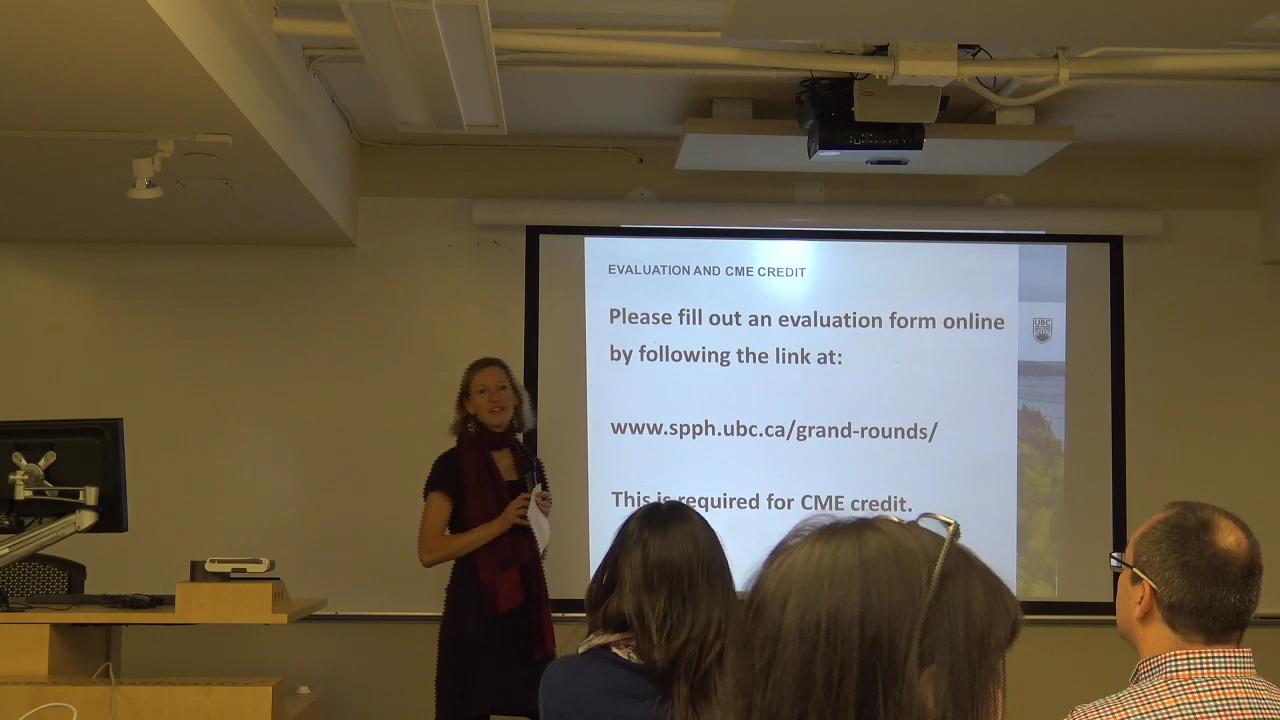 EVALUATION AND CME CREDIT
Please fill out an evaluation form online
by following the link at:
UBC
www.spph.ubc.ca/grand-rounds/
This is required for CME credit.